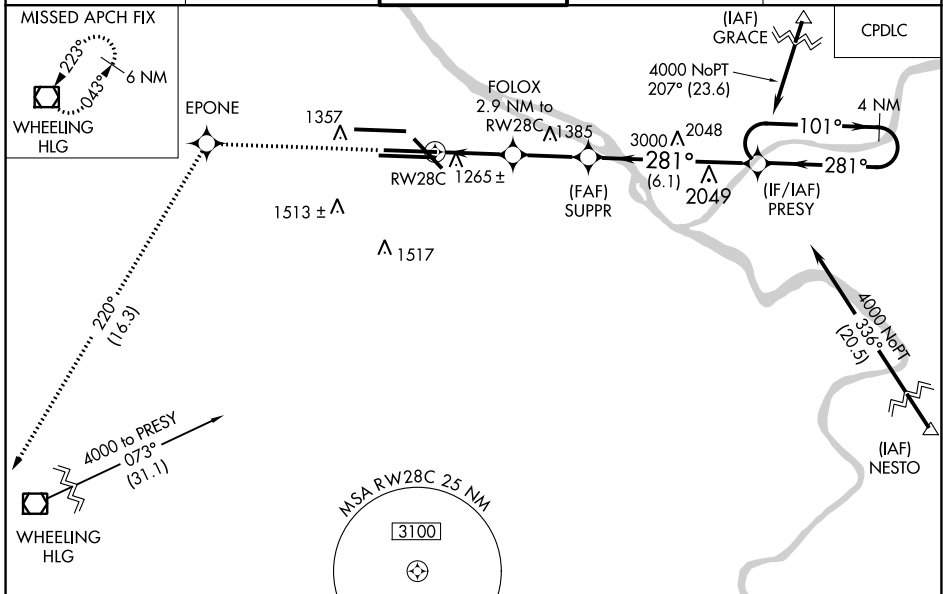 MISSED APCH FIX
223°
043°
6 NM
WHEELING
HLG
EPONE
1357
RW28C
1265 ±
FOLOX
2.9 NM to
RW28C
1385
(FAF)
SUPPR
3000
2048
281°
(6.1)
2049
(IAF)
GRACE
4000 NoPT
207° (23.6)
CPDLC
4 NM
101°
281°
(IF/IAF)
PRESY
1513 ±
1517
220°
(16.3)
4000 NoPT
336°
(20.5)
(IAF)
NESTO
4000 to PRESY
073°
(31.1)
WHEELING
HLG
MSA RW28C 25 NM
3100